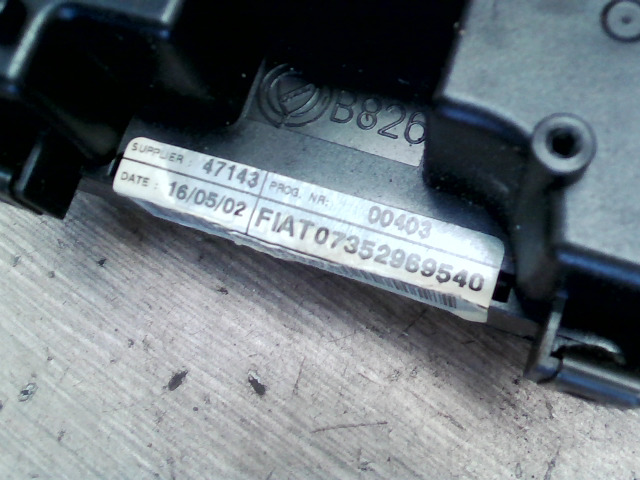 B826
SUPPLIER: 47143 PROG. NR: 00403
DATE: 16/05/02 FIAT07352969540